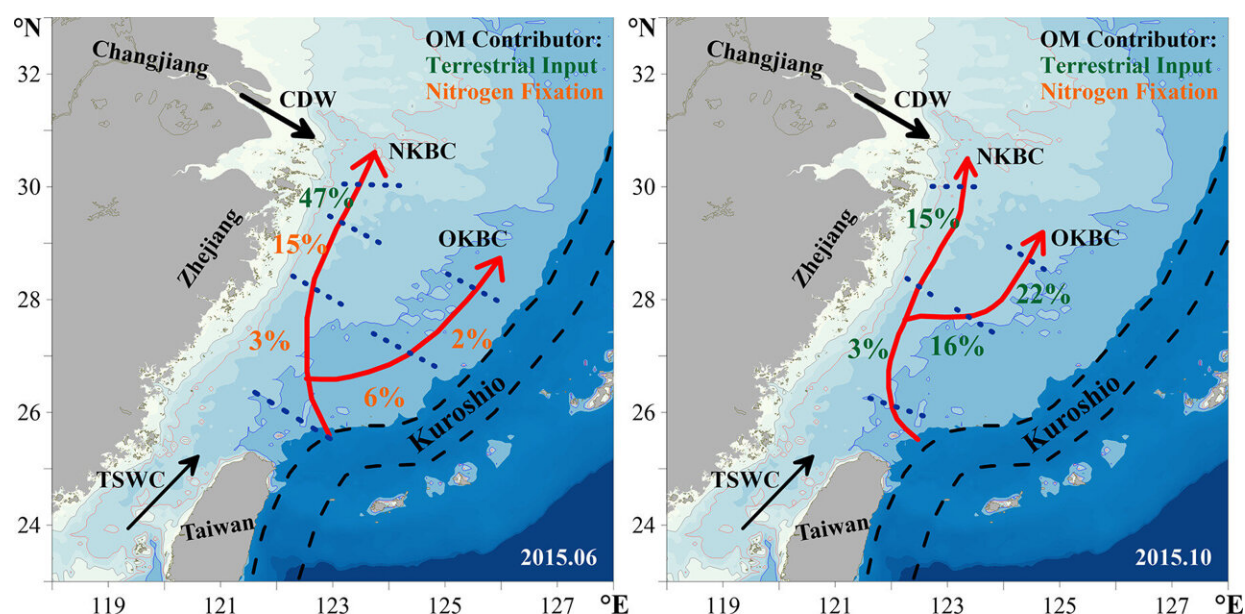 °N
32
30
28
26
24
Changjiang
CDW
OM Contributor:
Terrestrial Input
Nitrogen Fixation
NKBC
47%
15%
Zhejiang
OKBC
3%
2%
6%
Kuroshio
TSWC
Taiwan
2015.06
119
121
123
125
127
°E
°N
32
30
28
26
24
Changjiang
CDW
OM Contributor:
Terrestrial Input
Nitrogen Fixation
NKBC
15%
Zhejiang
OKBC
22%
3%
16%
Kuroshio
TSWC
Taiwan
2015.10
119
121
123
125
127
°E